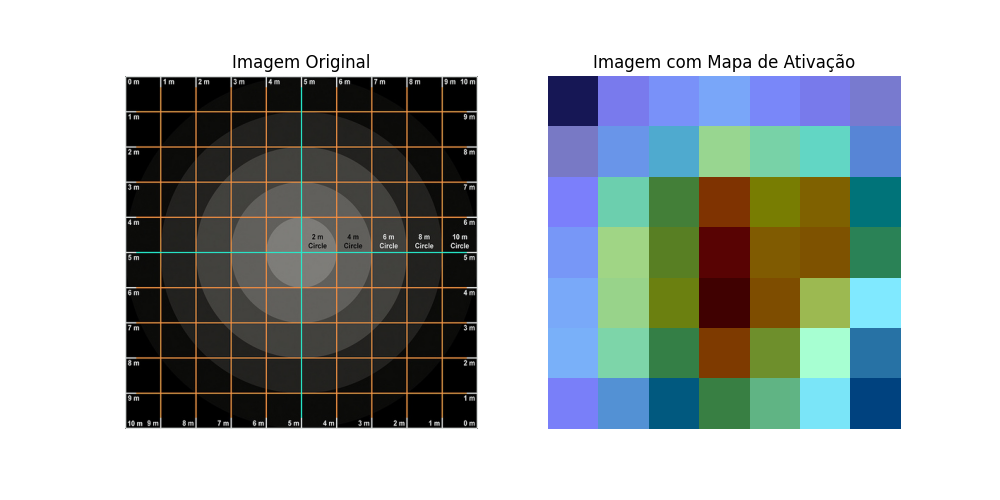 Imagem Original
Imagem com Mapa de Ativação
0 m 1 m 2 m 3 m 4 m 5 m 6 m 7 m 8 m 9 m 10 m
1 m 9 m
2 m 8 m
3 m 7 m
4 m 6 m
2 m 4 m 6 m 8 m 10 m
Circle Circle Circle Circle Circle
5 m 5 m
6 m 4 m
7 m 3 m
8 m 2 m
9 m 1 m
10 m 9 m 8 m 7 m 6 m 5 m 4 m 3 m 2 m 1 m 0 m